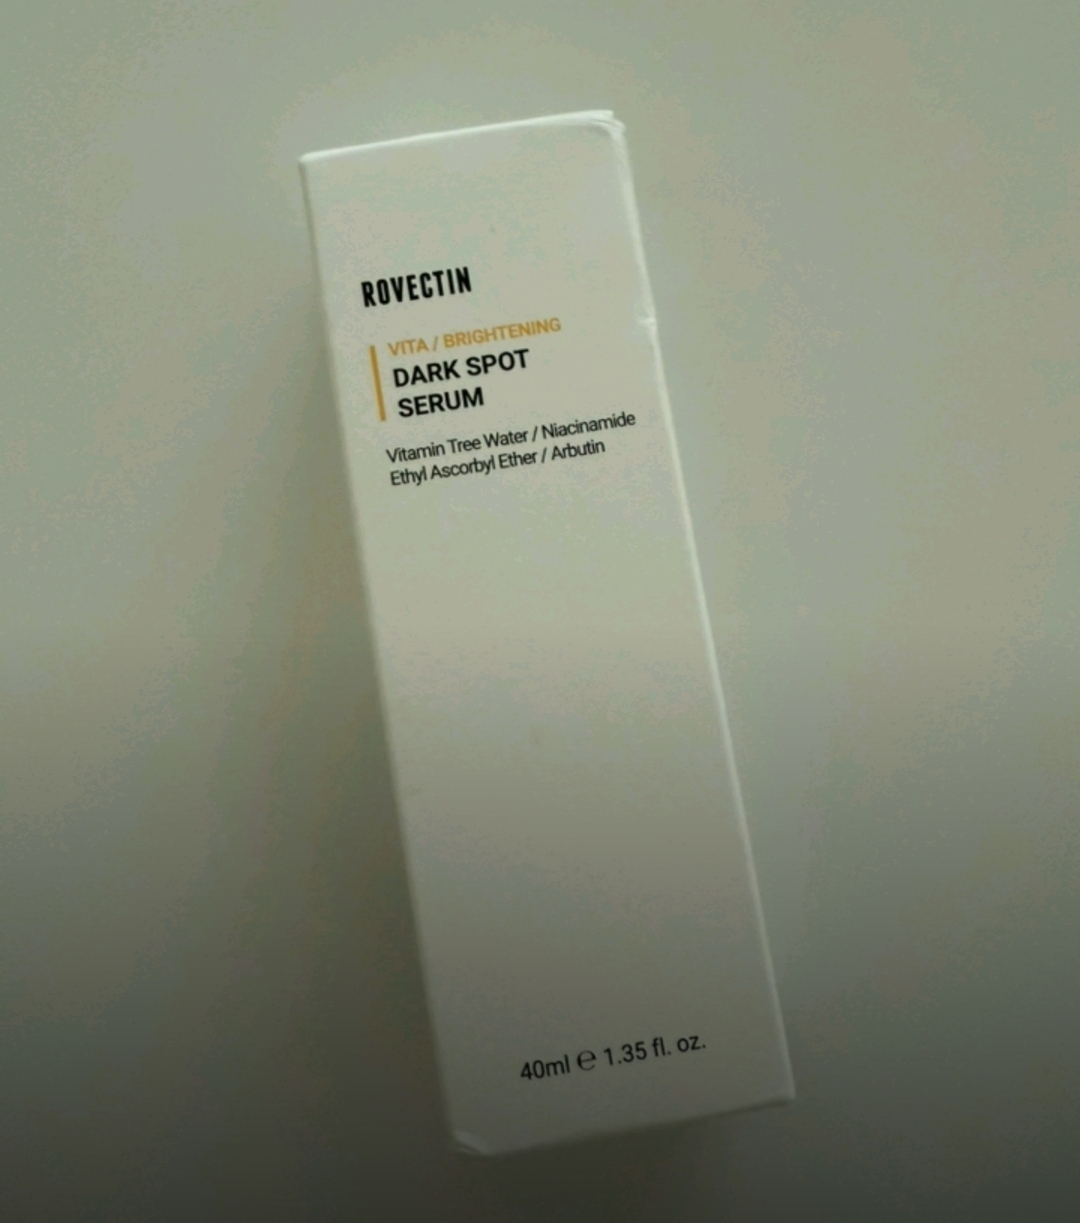 ROVECTIN
VITA / BRIGHTENING
DARK SPOT
SERUM
Vitamin Tree Water / Niacinamide
Ethyl Ascorbyl Ether / Arbutin
40ml ℮ 1.35 fl. oz.